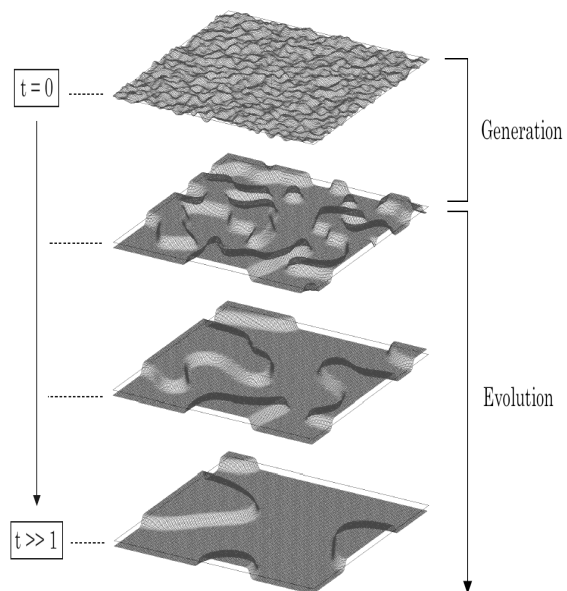 t = 0
Generation
Evolution
t >> 1